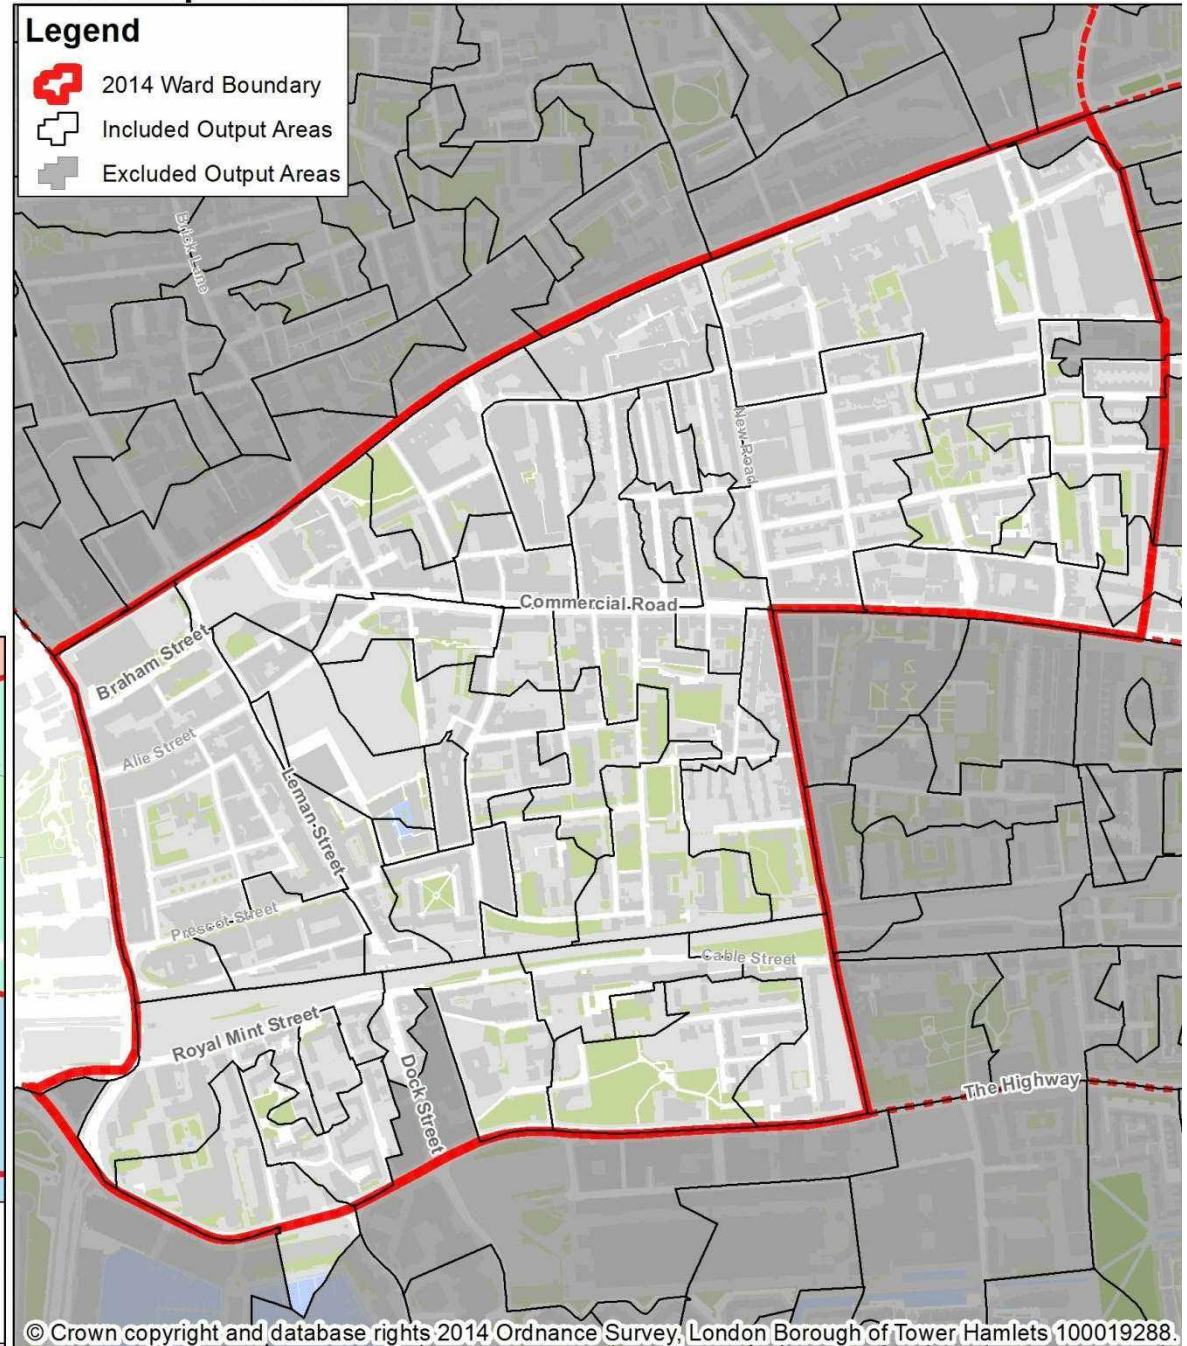 Legend
2014 Ward Boundary
Included Output Areas
Excluded Output Areas
Brick Lane
New Road
Commercial Road
Braham Street
Alie Street
Leman Street
Prescot Street
Cable Street
Royal Mint Street
Dock Street
The Highway
© Crown copyright and database rights 2014 Ordnance Survey, London Borough of Tower Hamlets 100019288.